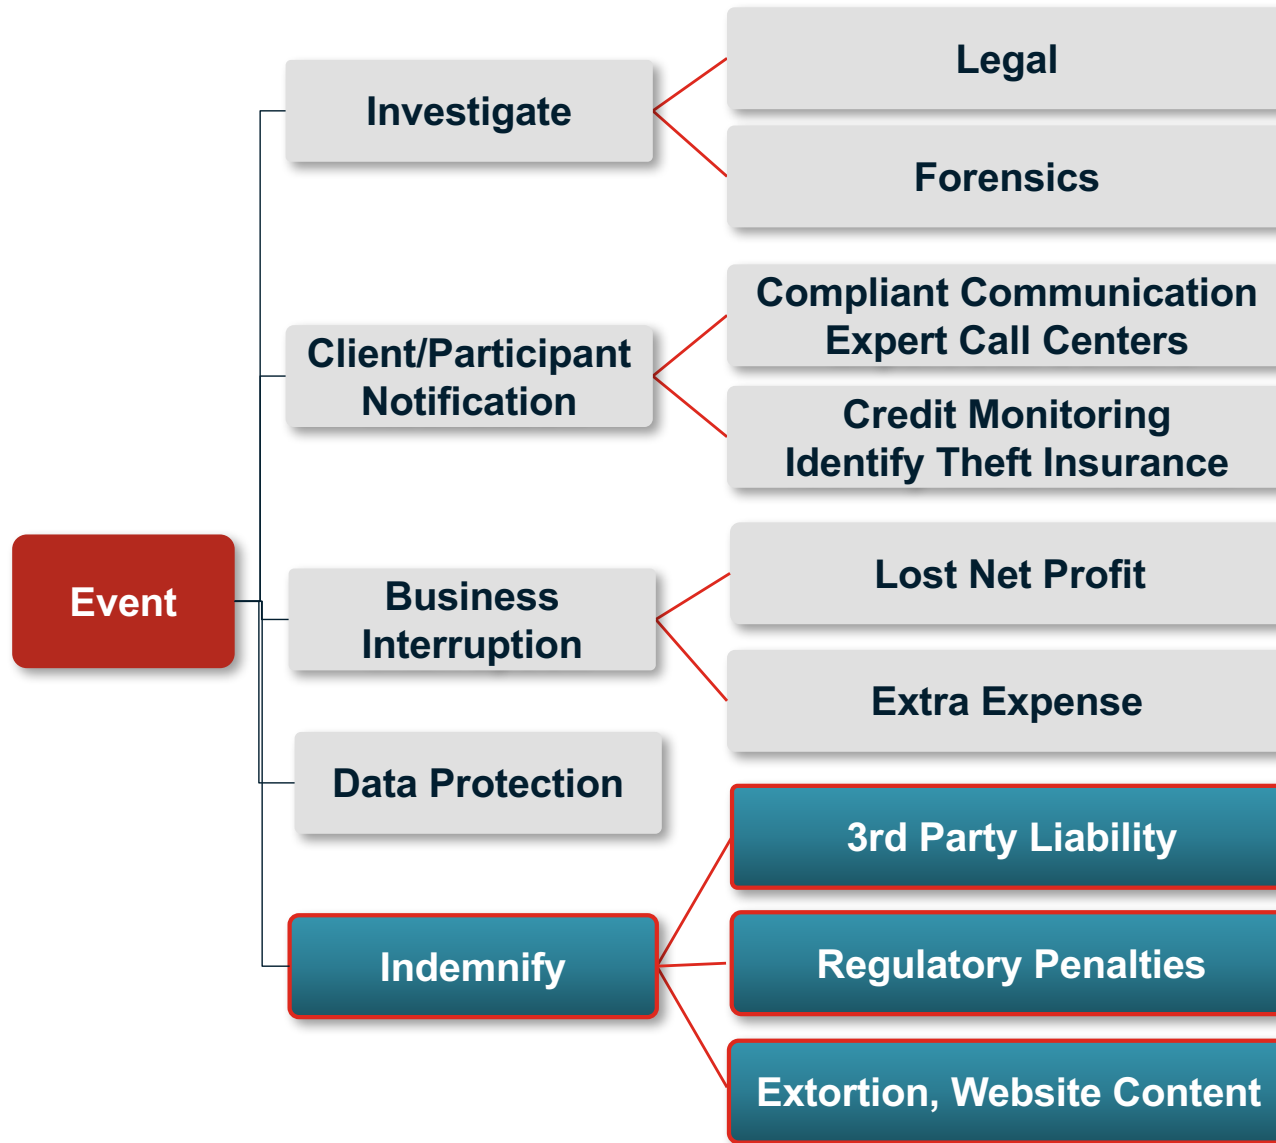 Legal
Investigate
Forensics
Compliant Communication
Expert Call Centers
Client/Participant
Notification
Credit Monitoring
Identify Theft Insurance
Event
Business
Interruption
Lost Net Profit
Extra Expense
Data Protection
3rd Party Liability
Indemnify
Regulatory Penalties
Extortion, Website Content